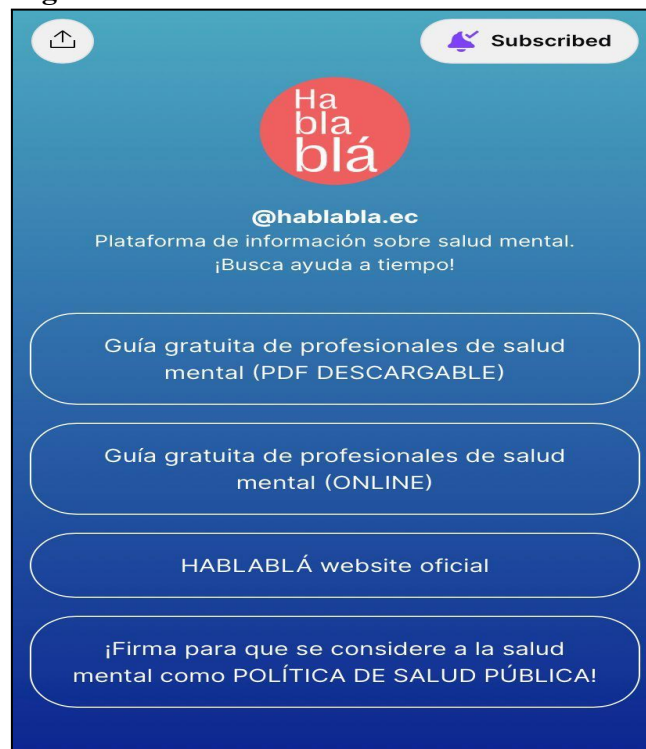 Subscribed
Ha
bla
blá
@hablabla.ec
Plataforma de información sobre salud mental.
¡Busca ayuda a tiempo!
Guía gratuita de profesionales de salud
mental (PDF DESCARGABLE)
Guía gratuita de profesionales de salud
mental (ONLINE)
HABLABLÁ website oficial
¡Firma para que se considere a la salud
mental como POLÍTICA DE SALUD PÚBLICA!